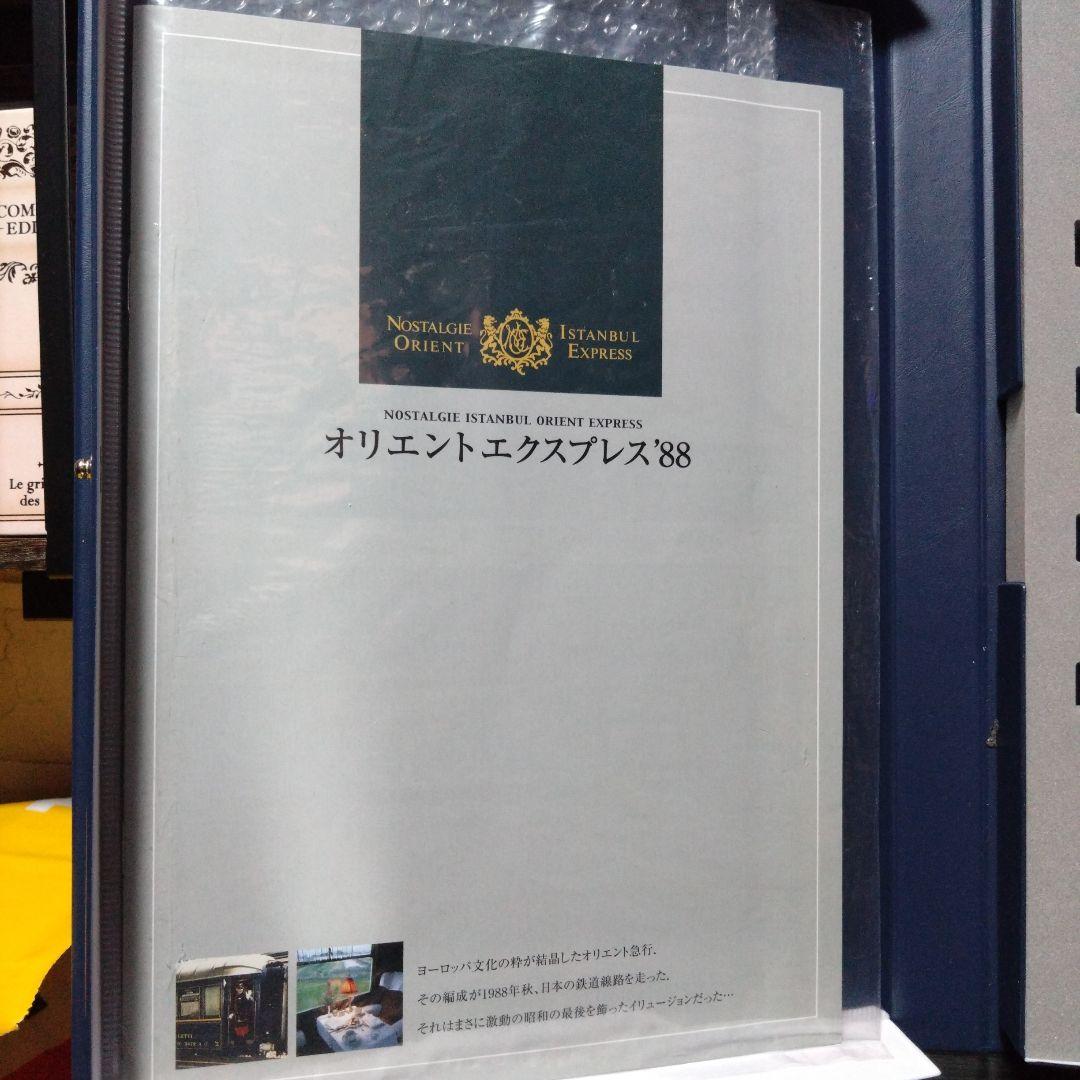 NOSTALGIE
ORIENT
ISTANBUL
EXPRESS
NOSTALGIE ISTANBUL ORIENT EXPRESS
オリエントエクスプレス'88
ヨーロッパ文化の粋が結晶したオリエント急行.
その編成が1988年秋、日本の鉄道線路を走った.
それはまさに激動の昭和の最後を飾ったイリュージョンだった…
COM
EDI
Le gri
des